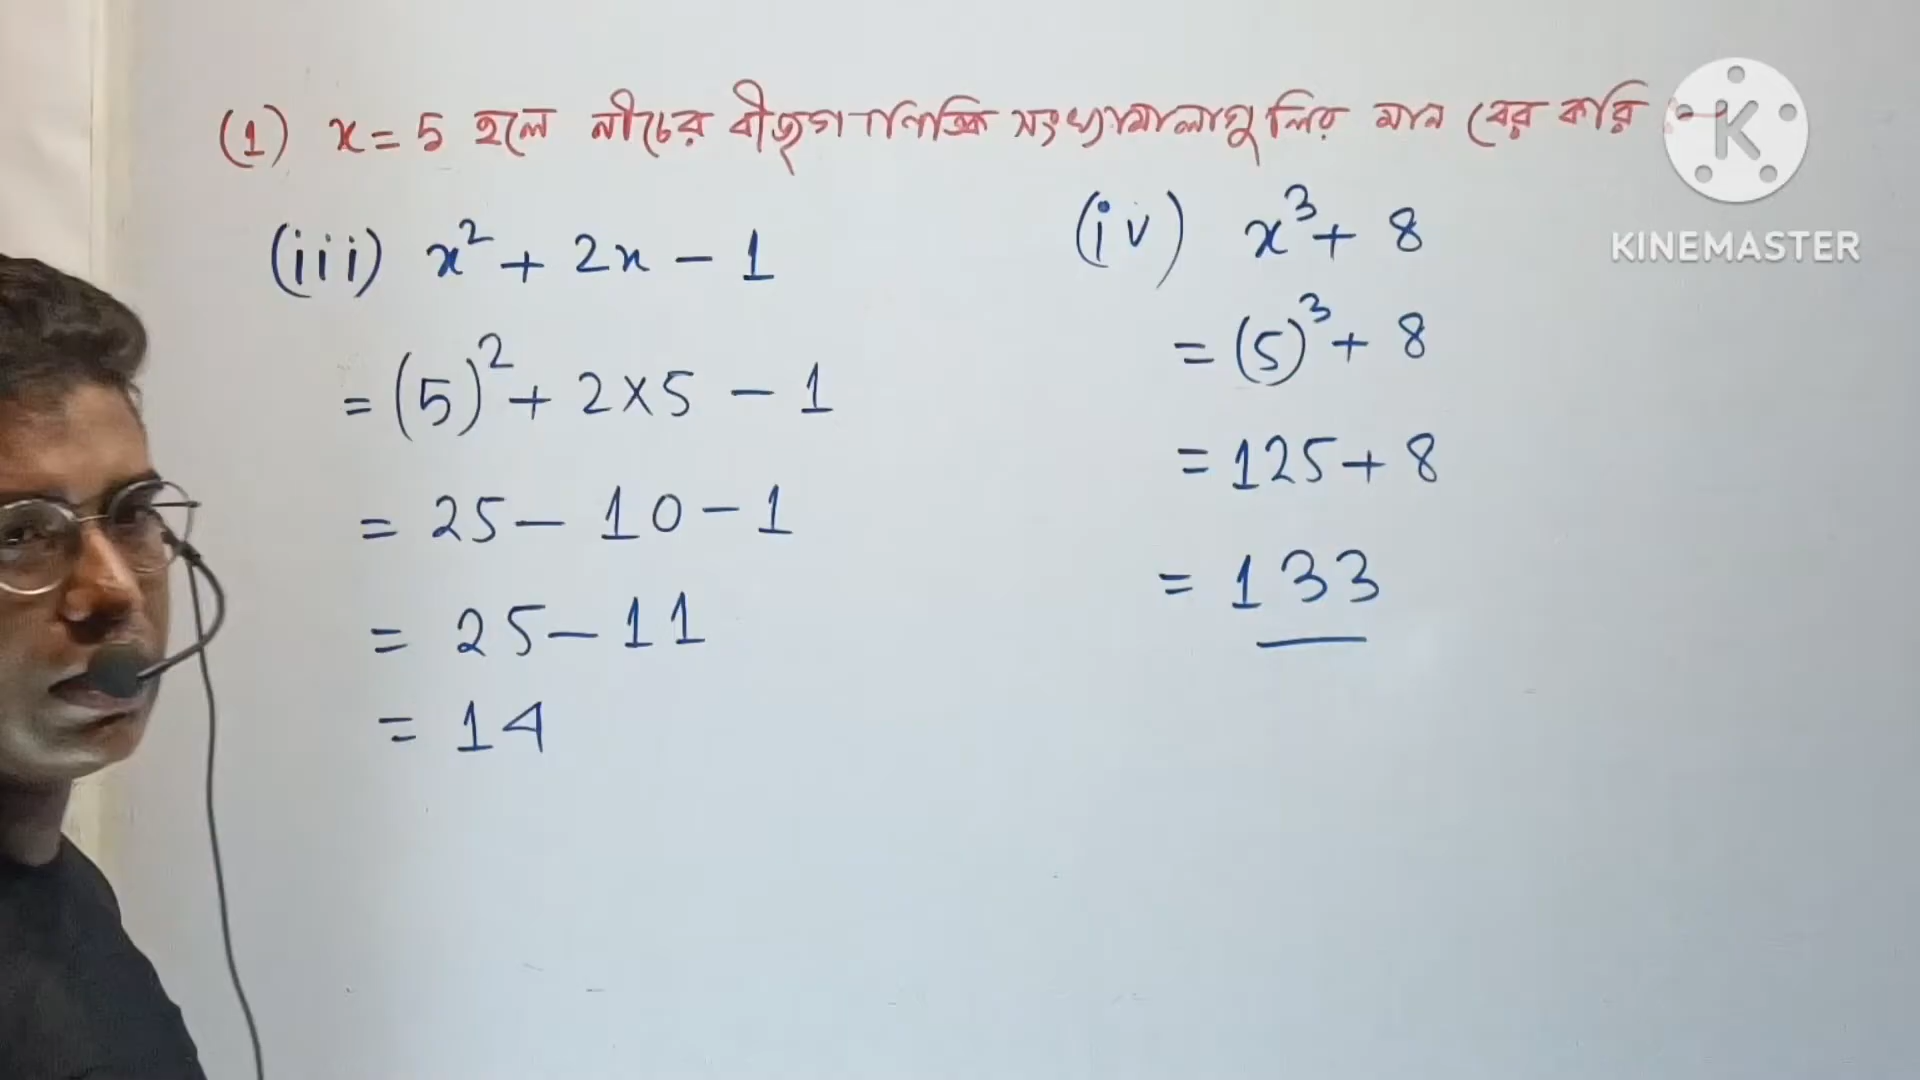 (1) x = 5 হলে নীচের বীজগাণিতিক সংখ্যামালাগুলির মান বের করি
(iii) x² + 2x - 1
= (5)² + 2×5 - 1
= 25 - 10 - 1
= 25 - 11
= 14
(iv) x³ + 8
= (5)³ + 8
= 125 + 8
= 133
K
KINEMASTER